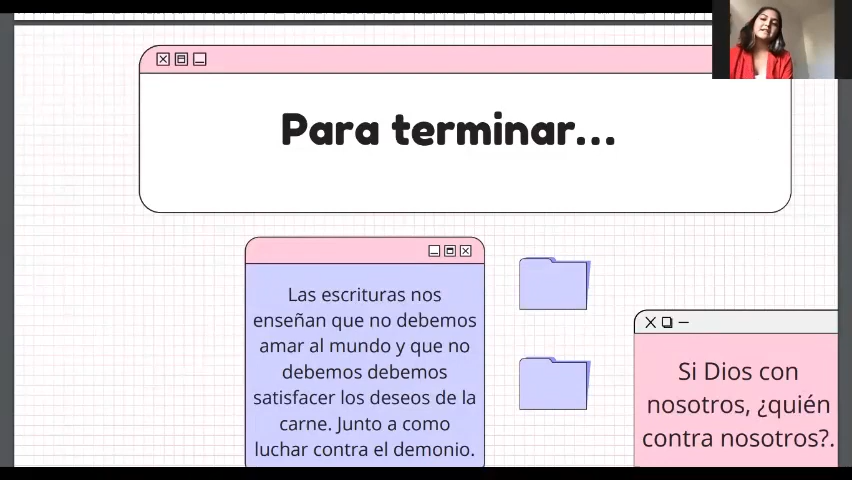 Para terminar...
Las escrituras nos
enseñan que no debemos
amar al mundo y que no
debemos debemos
satisfacer los deseos de la
carne. Junto a como
luchar contra el demonio.
Si Dios con
nosotros, ¿quién
contra nosotros?.